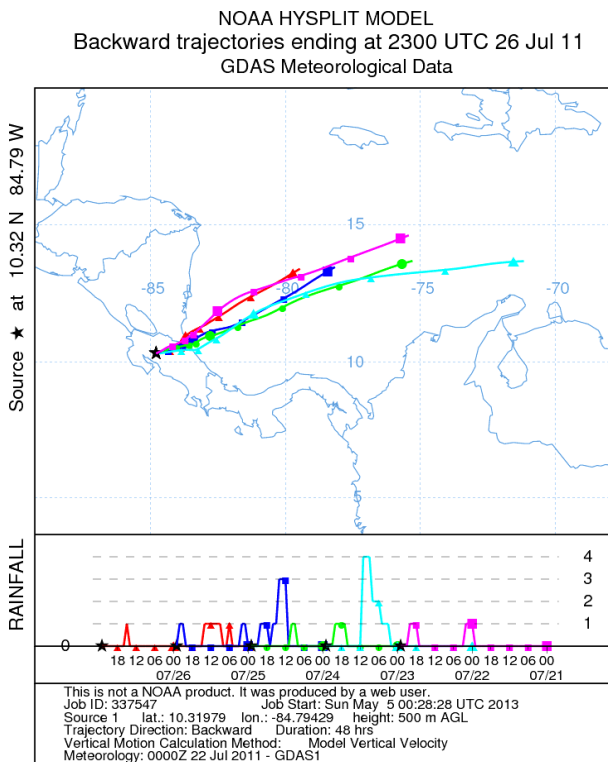 NOAA HYSPLIT MODEL
Backward trajectories ending at 2300 UTC 26 Jul 11
GDAS Meteorological Data
Source ★ at 10.32 N 84.79 W
15
-85 -80 -75 -70
10
5
RAINFALL
4
3
2
1
0
18 12 06 00 18 12 06 00 18 12 06 00 18 12 06 00 18 12 06 00 18 12 06 00
07/26 07/25 07/24 07/23 07/22 07/21
This is not a NOAA product. It was produced by a web user.
Job ID: 337547 Job Start: Sun May 5 00:28:28 UTC 2013
Source 1 lat.: 10.31979 lon.: -84.79429 height: 500 m AGL
Trajectory Direction: Backward Duration: 48 hrs
Vertical Motion Calculation Method: Model Vertical Velocity
Meteorology: 0000Z 22 Jul 2011 - GDAS1